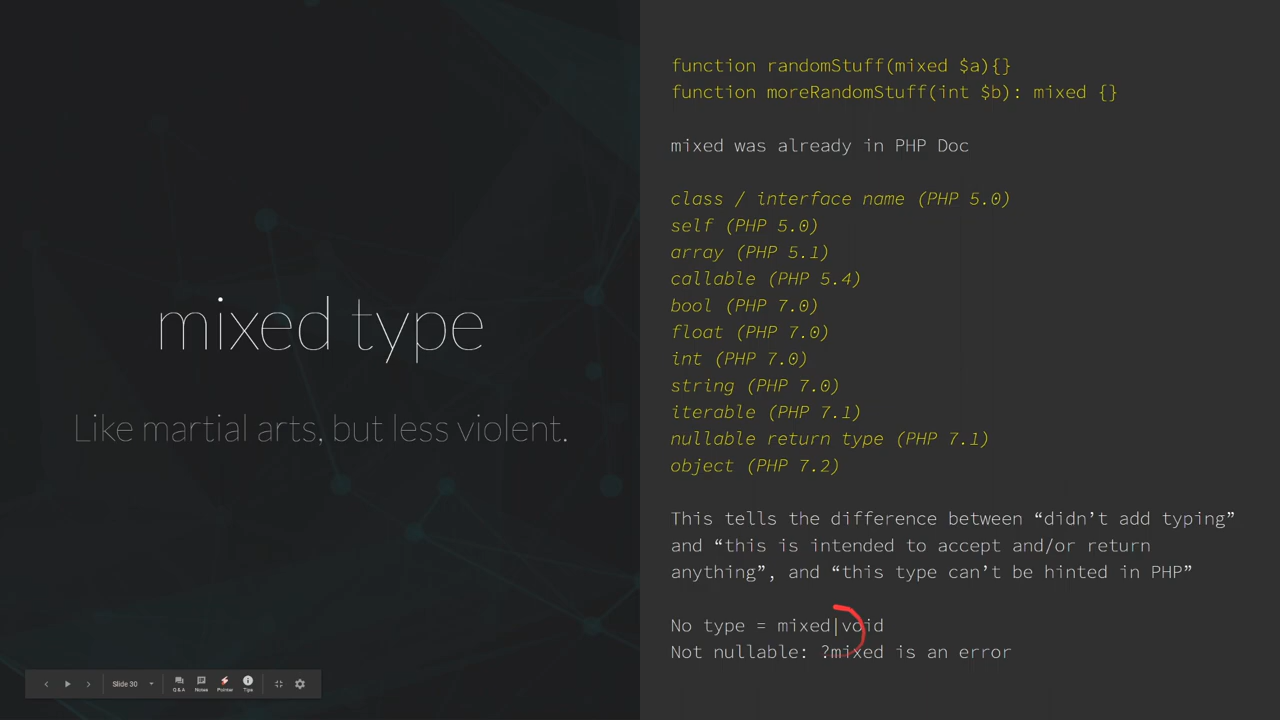 mixed type
Like martial arts, but less violent.
function randomStuff(mixed $a){}
function moreRandomStuff(int $b): mixed {}
mixed was already in PHP Doc
class / interface name (PHP 5.0)
self (PHP 5.0)
array (PHP 5.1)
callable (PHP 5.4)
bool (PHP 7.0)
float (PHP 7.0)
int (PHP 7.0)
string (PHP 7.0)
iterable (PHP 7.1)
nullable return type (PHP 7.1)
object (PHP 7.2)
This tells the difference between “didn’t add typing”
and “this is intended to accept and/or return
anything”, and “this type can’t be hinted in PHP”
No type = mixed|void
Not nullable: ?mixed is an error
Slide 30
Q & A
Notes
Pointer
Tips